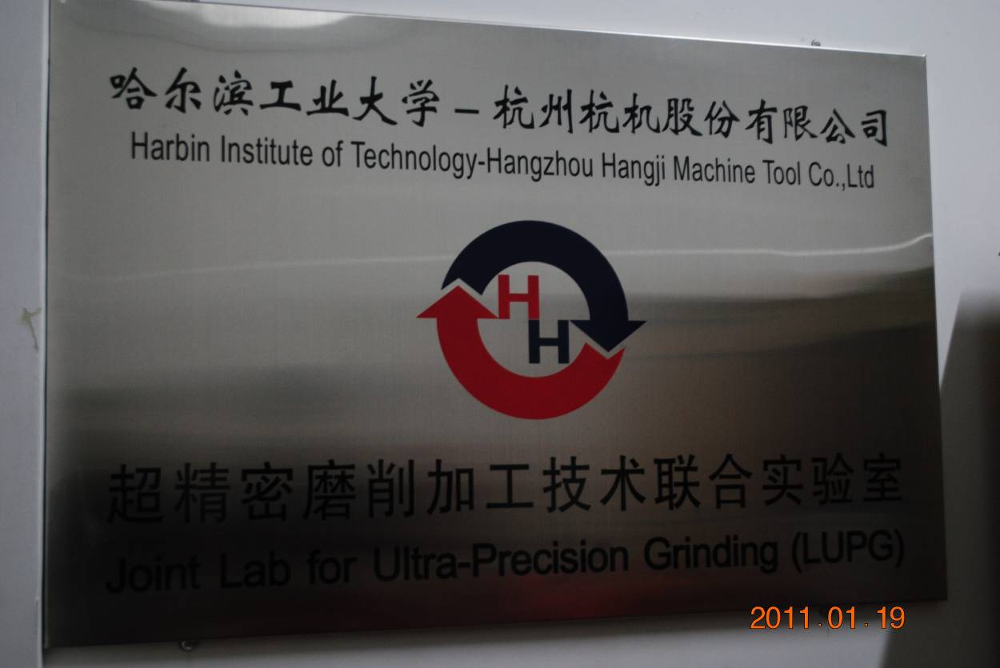 哈尔滨工业大学－杭州杭机股份有限公司
Harbin Institute of Technology-Hangzhou Hangji Machine Tool Co.,Ltd
H
H
超精密磨削加工技术联合实验室
Joint Lab for Ultra-Precision Grinding (LUPG)
2011.01.19